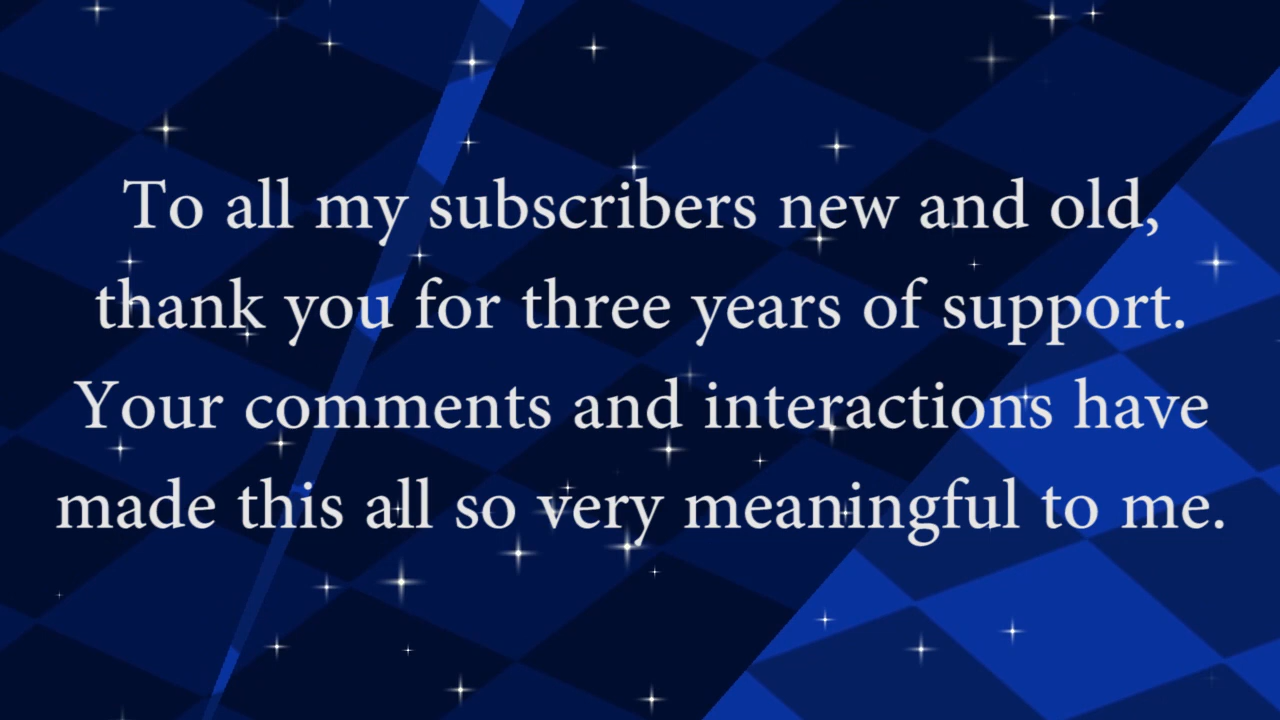 To all my subscribers new and old,
thank you for three years of support.
Your comments and interactions have
made this all so very meaningful to me.